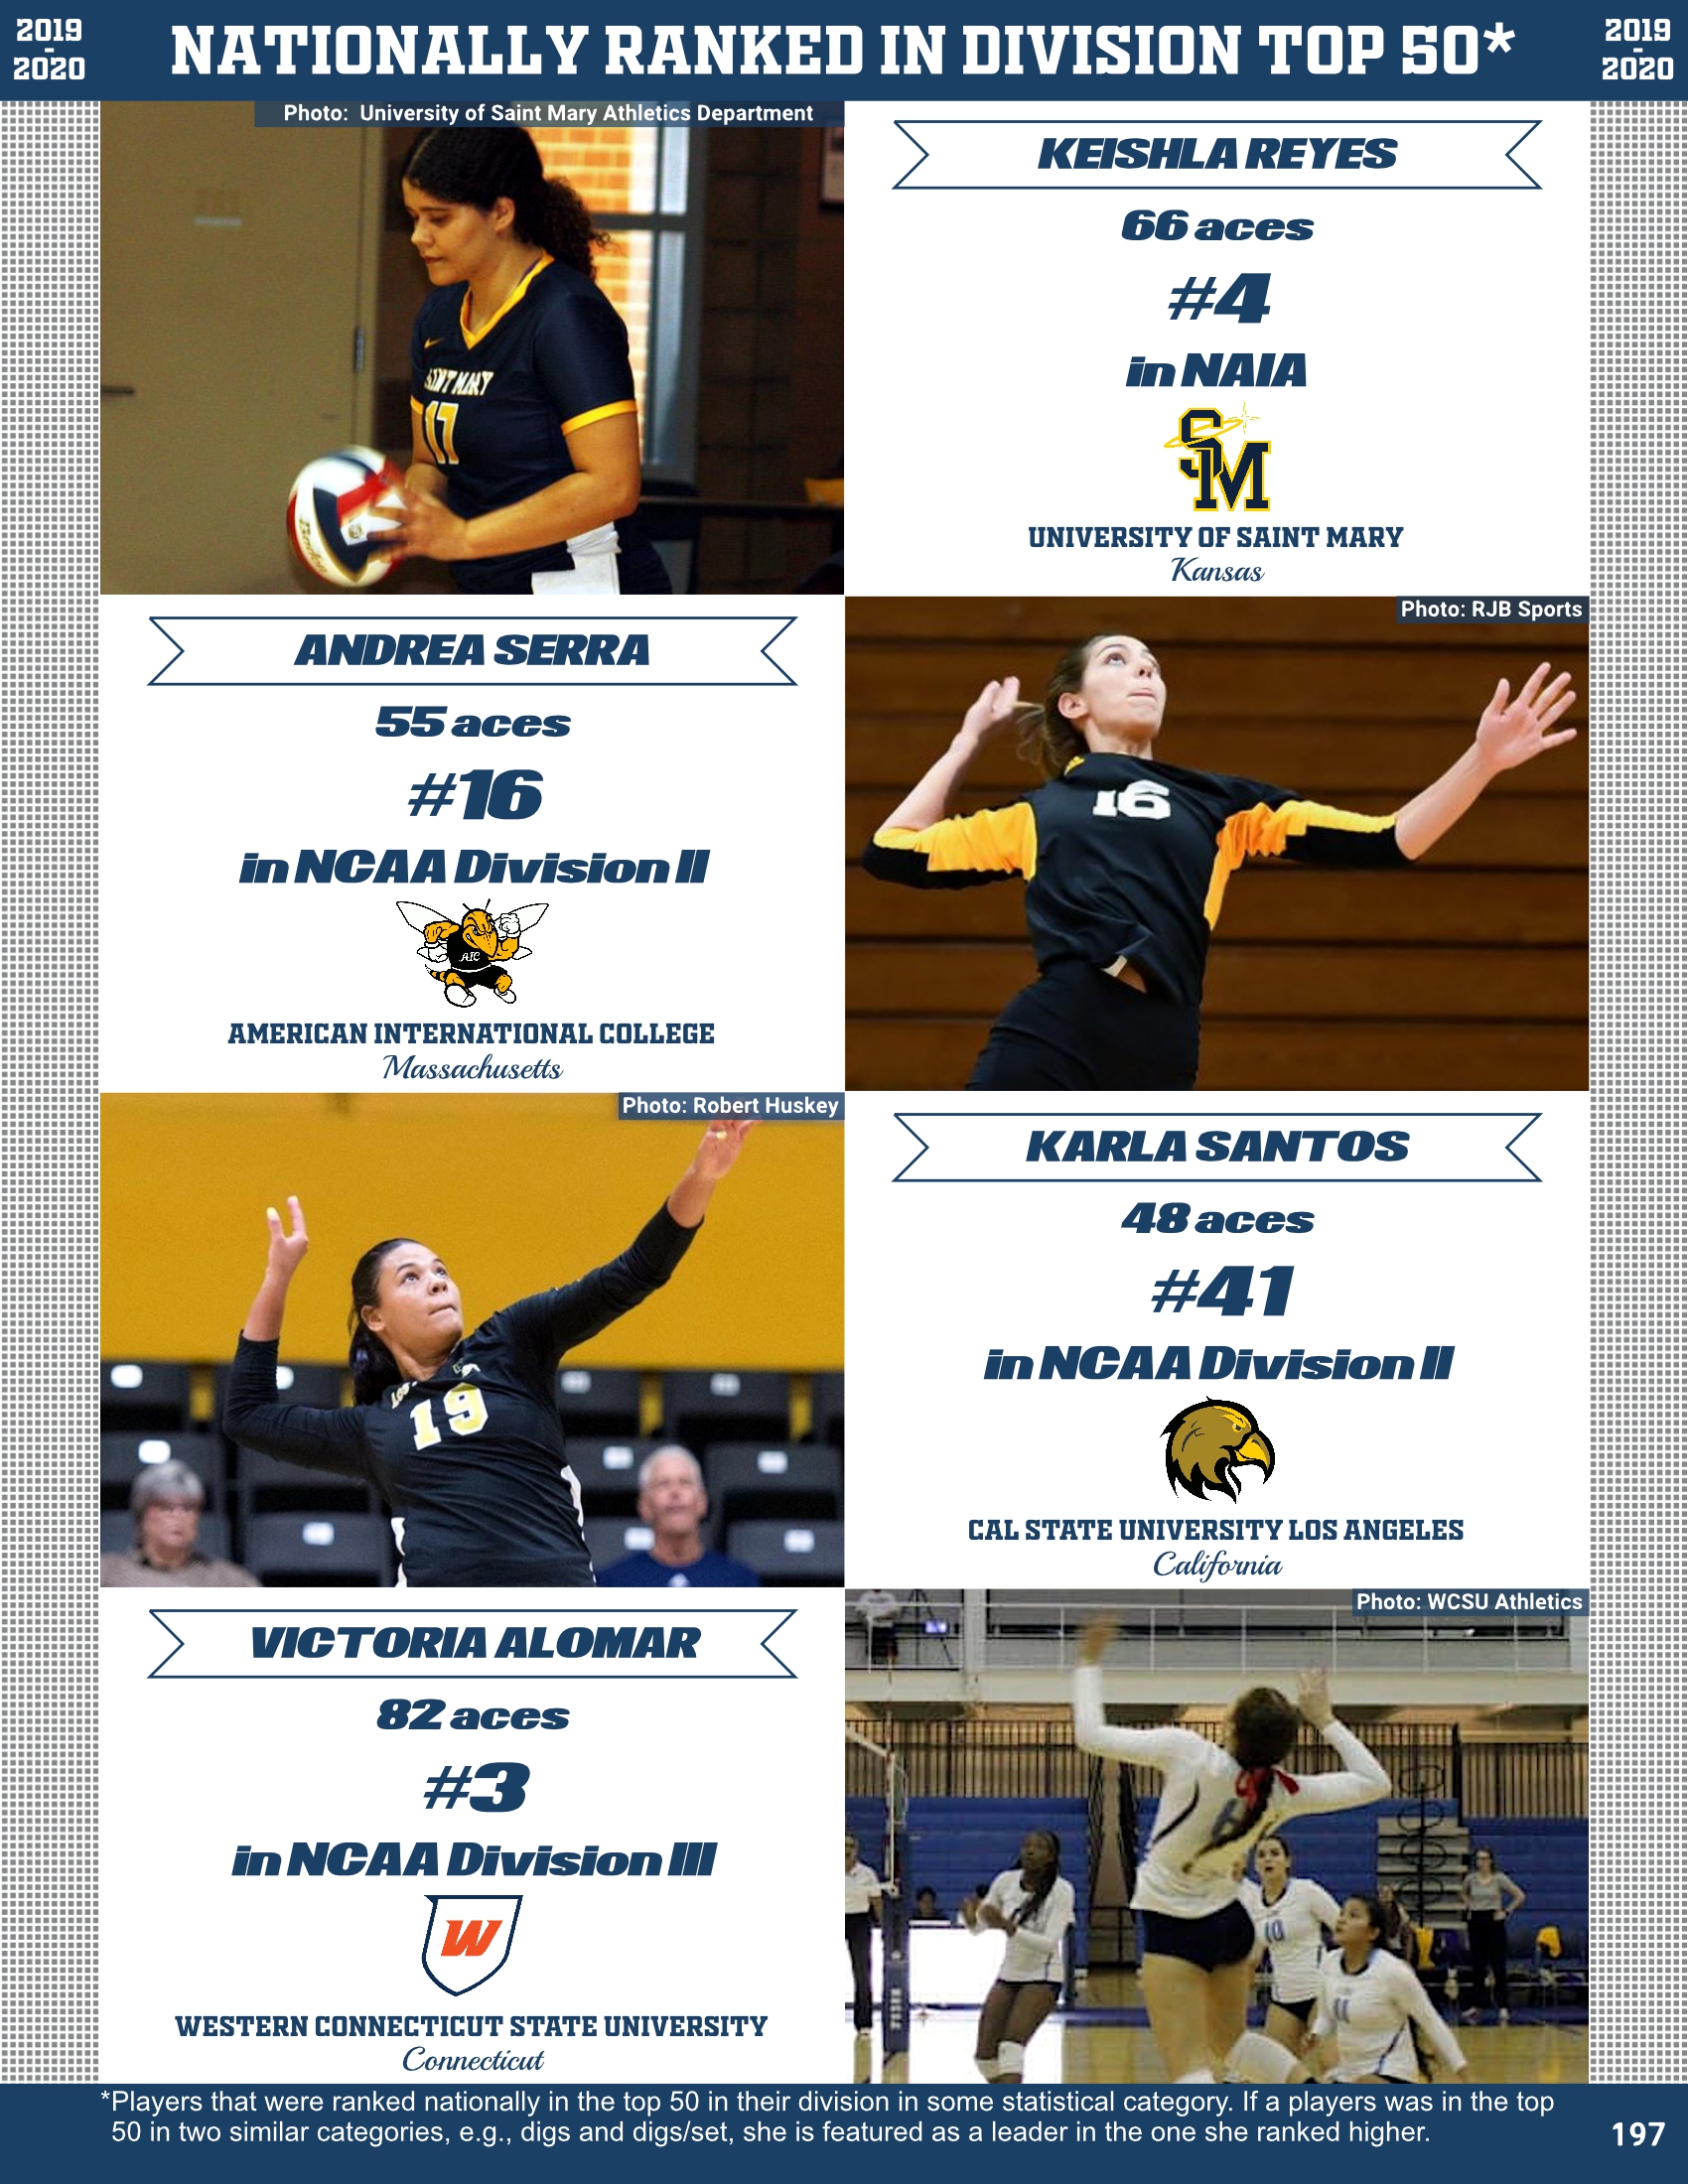 2019
-
2020
NATIONALLY RANKED IN DIVISION TOP 50*
2019
-
2020
Photo: University of Saint Mary Athletics Department
SAINT MARY
17
KEISHLA REYES
66 aces
#4
in NAIA
SM
UNIVERSITY OF SAINT MARY
Kansas
ANDREA SERRA
55 aces
#16
in NCAA Division II
AIC
AMERICAN INTERNATIONAL COLLEGE
Massachusetts
Photo: RJB Sports
16
Photo: Robert Huskey
19
KARLA SANTOS
48 aces
#41
in NCAA Division II
CAL STATE UNIVERSITY LOS ANGELES
California
VICTORIA ALOMAR
82 aces
#3
in NCAA Division III
W
WESTERN CONNECTICUT STATE UNIVERSITY
Connecticut
Photo: WCSU Athletics
6
10
11
*Players that were ranked nationally in the top 50 in their division in some statistical category. If a players was in the top
50 in two similar categories, e.g., digs and digs/set, she is featured as a leader in the one she ranked higher.
197